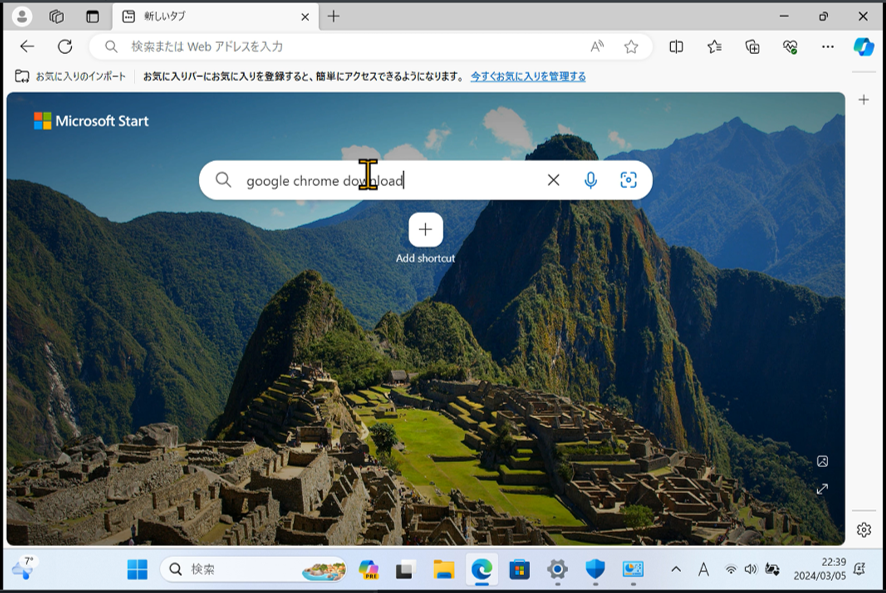 新しいタブ
検索または Web アドレスを入力
お気に入りのインポート
お気に入りバーにお気に入りを登録すると、簡単にアクセスできるようになります。 今すぐお気に入りを管理する
Microsoft Start
google chrome download
Add shortcut
7°
検索
PRE
A
22:39
2024/03/05